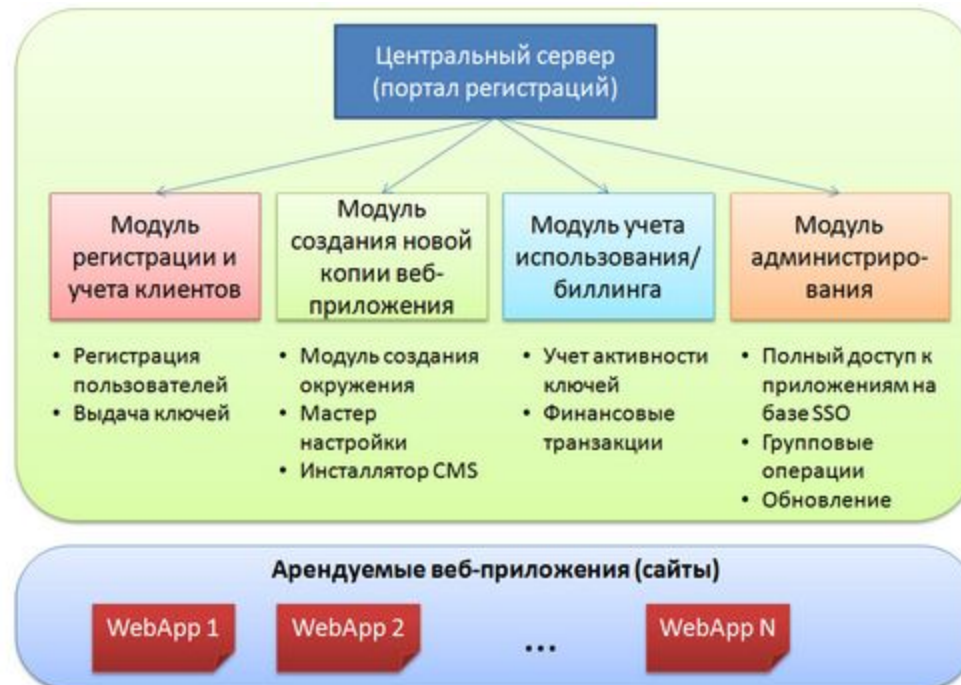 Центральный сервер
(портал регистраций)
Модуль
регистрации и
учета клиентов
Модуль
создания новой
копии веб-
приложения
Модуль учета
использования/
биллинга
Модуль
администриро-
вания
• Регистрация
пользователей
• Выдача ключей
• Модуль создания
окружения
• Мастер
настройки
• Инсталлятор CMS
• Учет активности
ключей
• Финансовые
транзакции
• Полный доступ к
приложениям на
базе SSO
• Групповые
операции
• Обновление
Арендуемые веб-приложения (сайты)
WebApp 1
WebApp 2
...
WebApp N